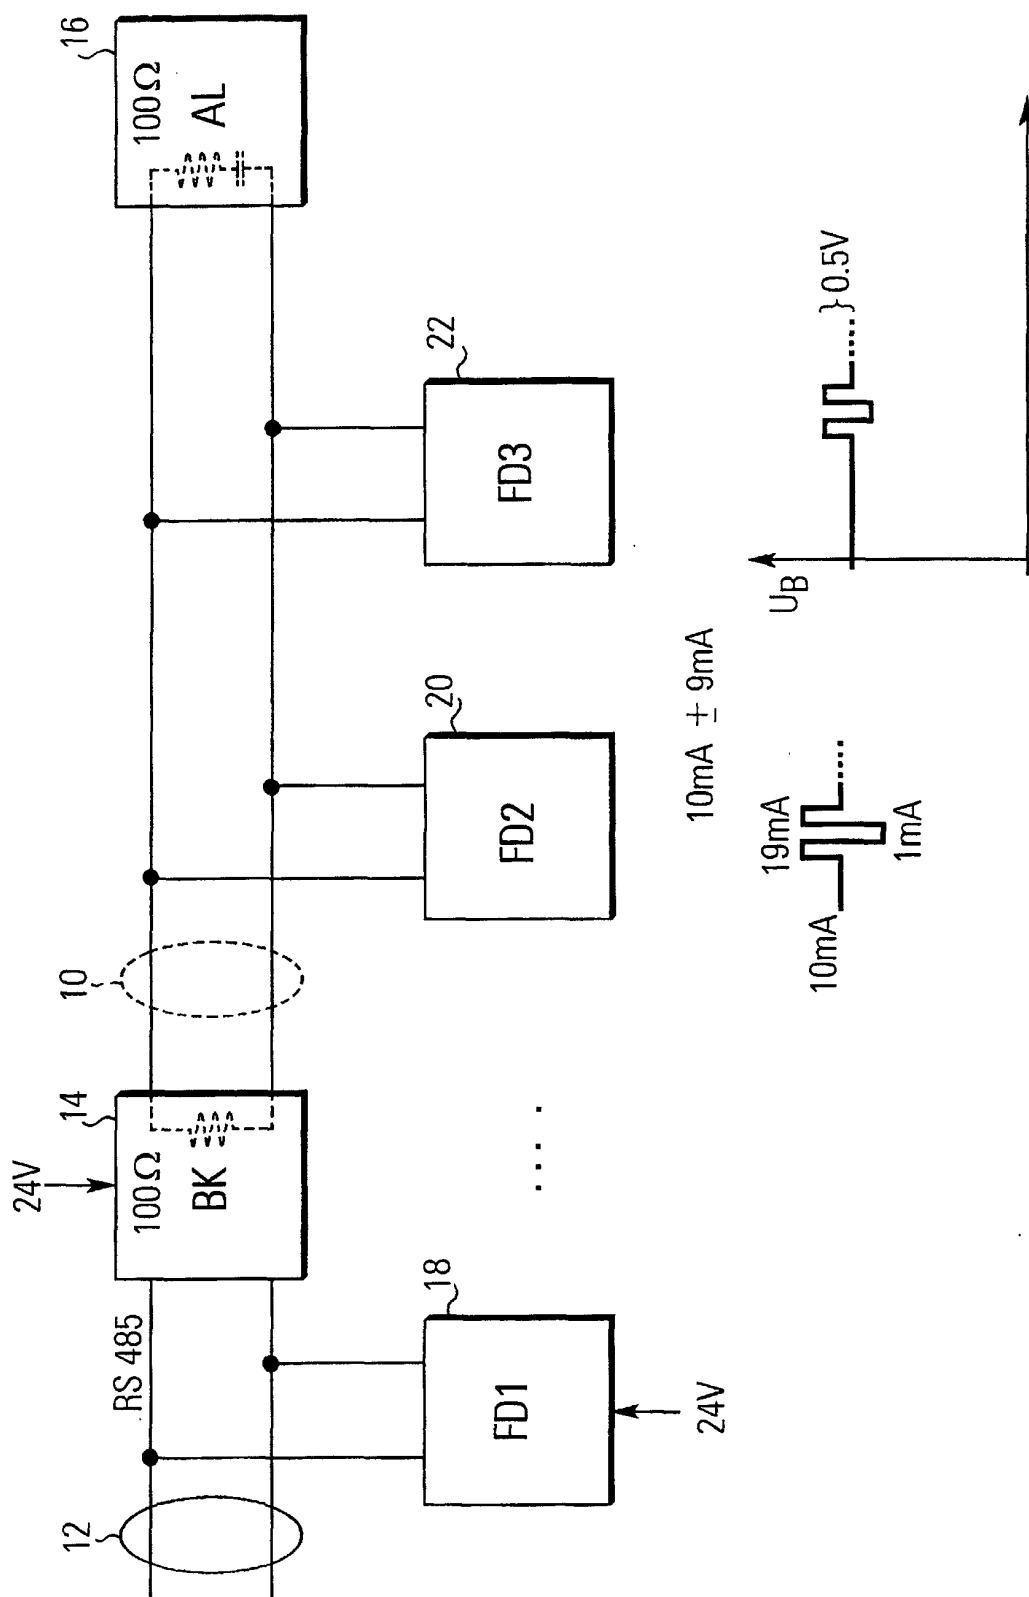 12
RS 485
24V
14
100Ω
BK
10
16
100Ω
AL
18
FD1
24V
20
FD2
22
FD3
10mA ± 9mA
10mA
19mA
1mA
UB
} 0.5V